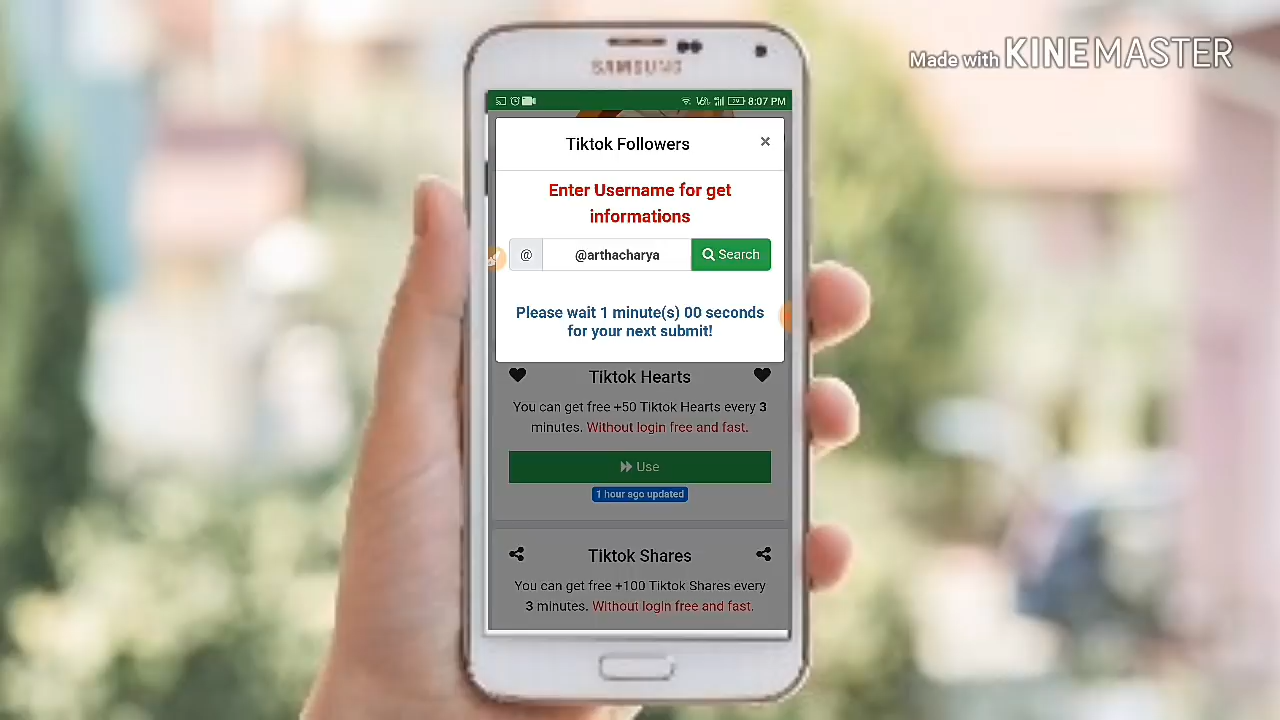 Made with KINEMASTER
SAMSUNG
8:07 PM
Tiktok Followers
×
Enter Username for get
informations
@ @arthacharya Search
Please wait 1 minute(s) 00 seconds
for your next submit!
Tiktok Hearts
You can get free +50 Tiktok Hearts every 3
minutes. Without login free and fast.
Use
1 hour ago updated
Tiktok Shares
You can get free +100 Tiktok Shares every
3 minutes. Without login free and fast.